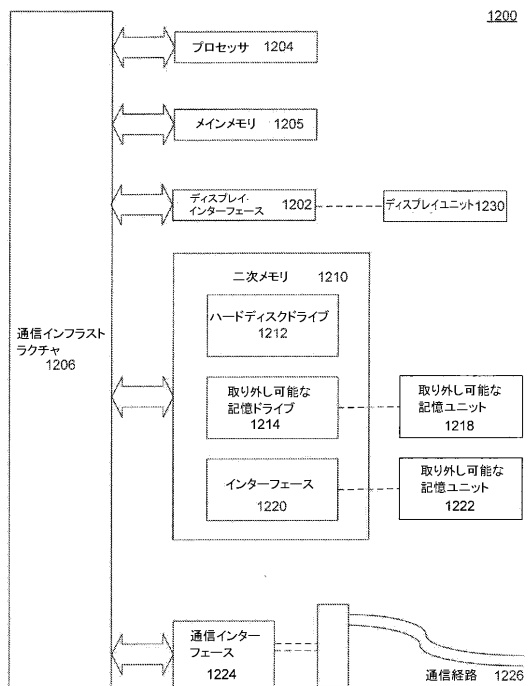 1200
プロセッサ 1204
メインメモリ 1205
ディスプレイ・
インターフェース 1202
ディスプレイユニット1230
二次メモリ 1210
ハードディスクドライブ
1212
通信インフラスト
ラクチャ
1206
取り外し可能な
記憶ドライブ
1214
取り外し可能な
記憶ユニット
1218
インターフェース
1220
取り外し可能な
記憶ユニット
1222
通信インター
フェース
1224
通信経路 1226